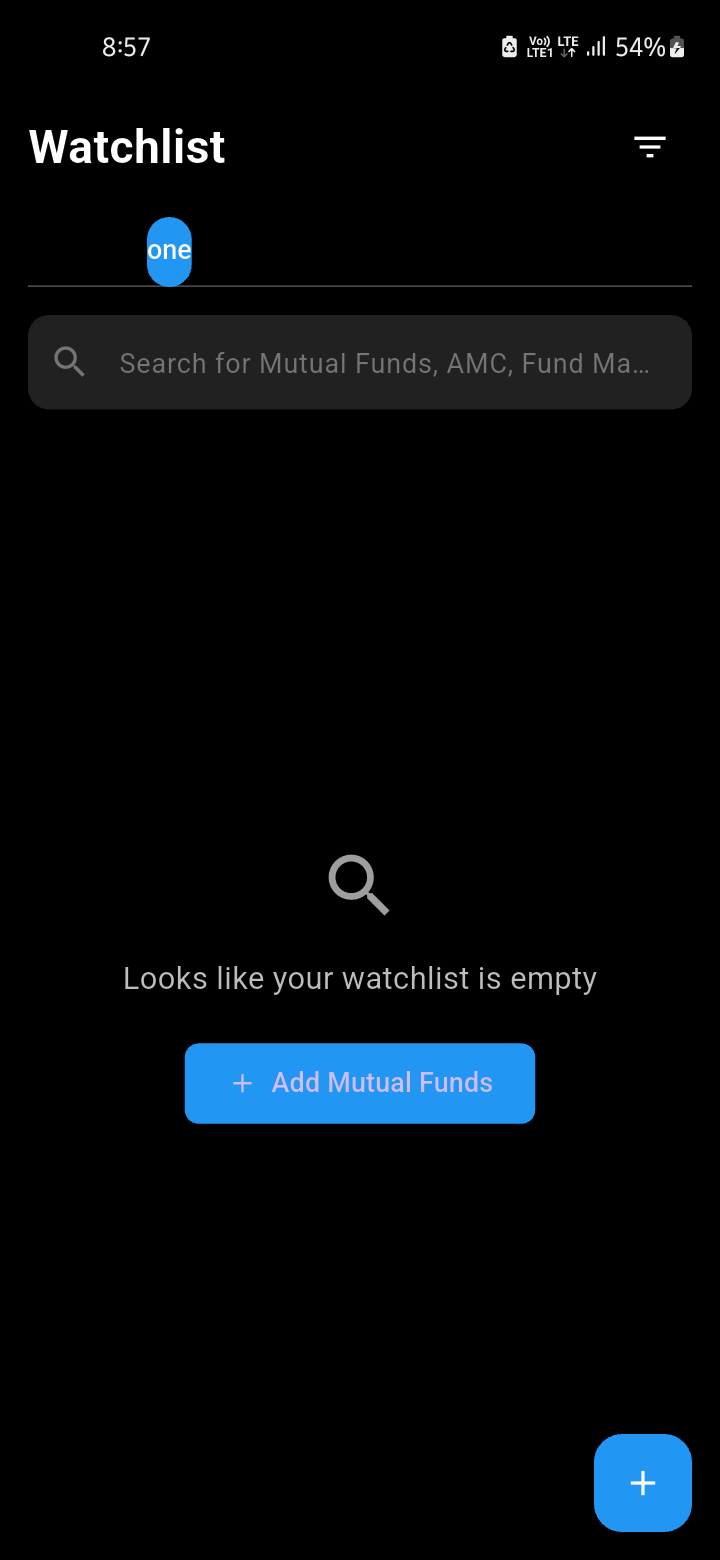 8:57 Vo)) LTE1 LTE 54%
Watchlist
one
Search for Mutual Funds, AMC, Fund Ma...
Looks like your watchlist is empty
+ Add Mutual Funds
+